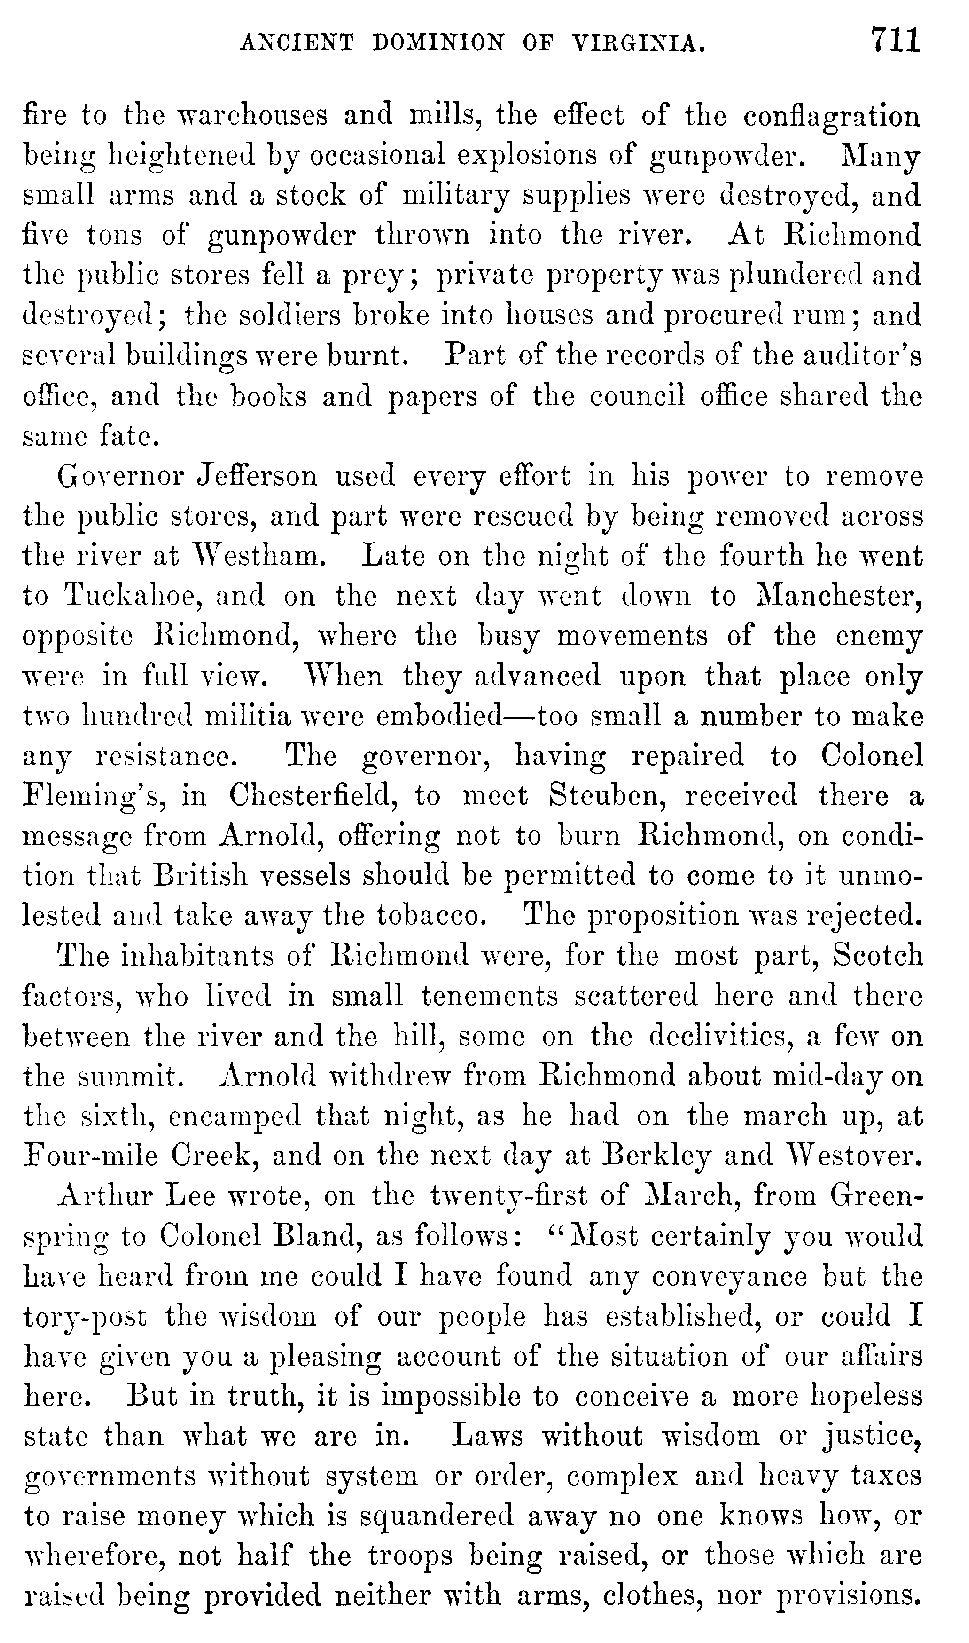 ANCIENT DOMINION OF VIRGINIA. 711
fire to the warehouses and mills, the effect of the conflagration
being heightened by occasional explosions of gunpowder. Many
small arms and a stock of military supplies were destroyed, and
five tons of gunpowder thrown into the river. At Richmond
the public stores fell a prey; private property was plundered and
destroyed; the soldiers broke into houses and procured rum; and
several buildings were burnt. Part of the records of the auditor's
office, and the books and papers of the council office shared the
same fate.
Governor Jefferson used every effort in his power to remove
the public stores, and part were rescued by being removed across
the river at Westham. Late on the night of the fourth he went
to Tuckahoe, and on the next day went down to Manchester,
opposite Richmond, where the busy movements of the enemy
were in full view. When they advanced upon that place only
two hundred militia were embodied—too small a number to make
any resistance. The governor, having repaired to Colonel
Fleming's, in Chesterfield, to meet Steuben, received there a
message from Arnold, offering not to burn Richmond, on condi-
tion that British vessels should be permitted to come to it unmo-
lested and take away the tobacco. The proposition was rejected.
The inhabitants of Richmond were, for the most part, Scotch
factors, who lived in small tenements scattered here and there
between the river and the hill, some on the declivities, a few on
the summit. Arnold withdrew from Richmond about mid-day on
the sixth, encamped that night, as he had on the march up, at
Four-mile Creek, and on the next day at Berkley and Westover.
Arthur Lee wrote, on the twenty-first of March, from Green-
spring to Colonel Bland, as follows: "Most certainly you would
have heard from me could I have found any conveyance but the
tory-post the wisdom of our people has established, or could I
have given you a pleasing account of the situation of our affairs
here. But in truth, it is impossible to conceive a more hopeless
state than what we are in. Laws without wisdom or justice,
governments without system or order, complex and heavy taxes
to raise money which is squandered away no one knows how, or
wherefore, not half the troops being raised, or those which are
raised being provided neither with arms, clothes, nor provisions.